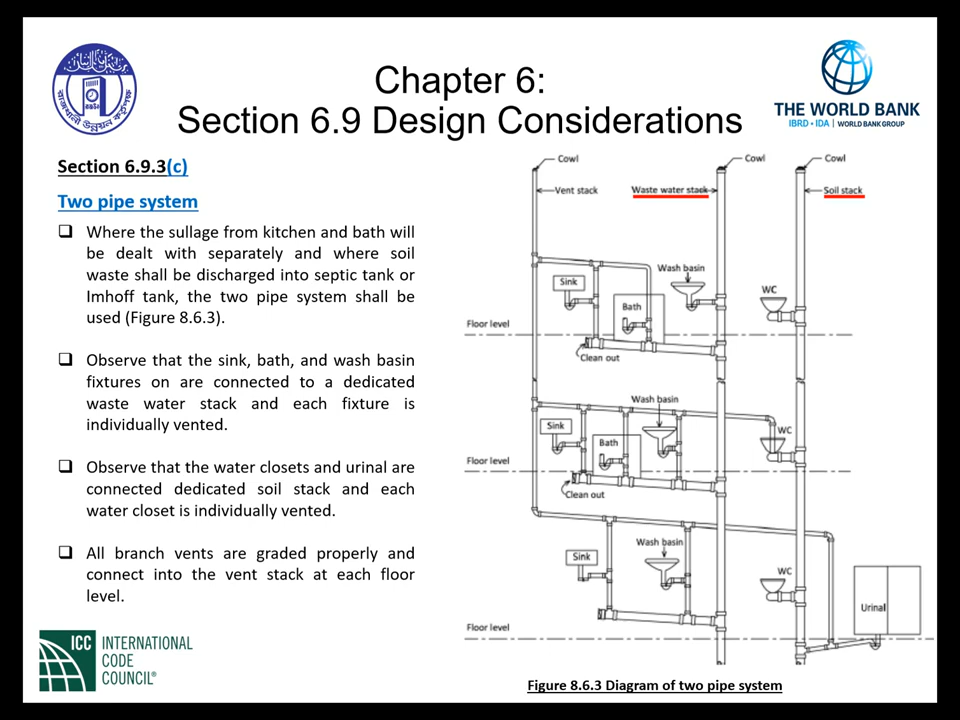 Chapter 6:
Section 6.9 Design Considerations
THE WORLD BANK
IBRD • IDA | WORLD BANK GROUP
Section 6.9.3(c)
Two pipe system
Where the sullage from kitchen and bath will
be dealt with separately and where soil
waste shall be discharged into septic tank or
Imhoff tank, the two pipe system shall be
used (Figure 8.6.3).
Observe that the sink, bath, and wash basin
fixtures on are connected to a dedicated
waste water stack and each fixture is
individually vented.
Observe that the water closets and urinal are
connected dedicated soil stack and each
water closet is individually vented.
All branch vents are graded properly and
connect into the vent stack at each floor
level.
ICC INTERNATIONAL
CODE
COUNCIL®
Cowl
Cowl
Cowl
Vent stack
Waste water stack
Soil stack
Sink
Bath
Wash basin
WC
Floor level
Clean out
Wash basin
Sink
Bath
WC
Floor level
Clean out
Wash basin
Sink
WC
Urinal
Floor level
Figure 8.6.3 Diagram of two pipe system